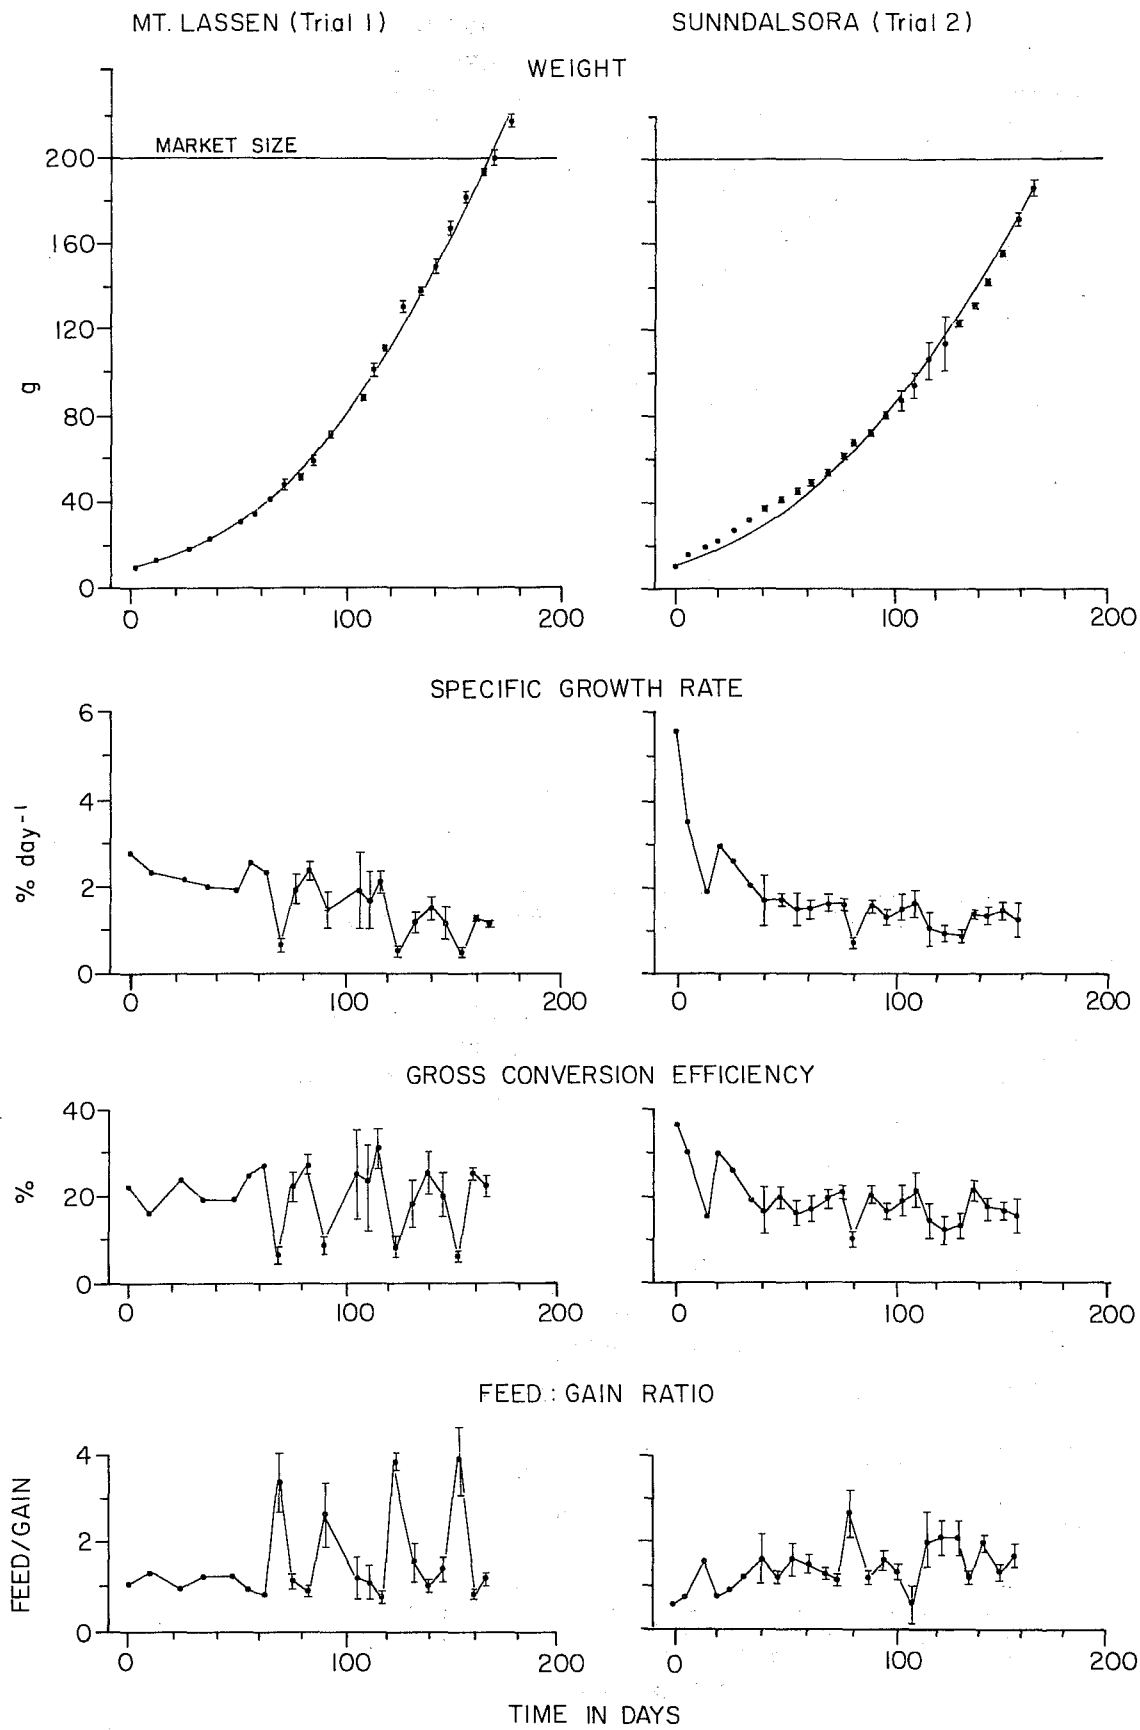 MT. LASSEN (Trial 1) SUNNDALSORA (Trial 2)
WEIGHT
MARKET SIZE
200
160
120
80
40
0
g
0 100 200 0 100 200
SPECIFIC GROWTH RATE
6
4
2
0
% day⁻¹
0 100 200 0 100 200
GROSS CONVERSION EFFICIENCY
40
20
0
%
0 100 200 0 100 200
FEED : GAIN RATIO
4
2
0
FEED/GAIN
0 100 200 0 100 200
TIME IN DAYS